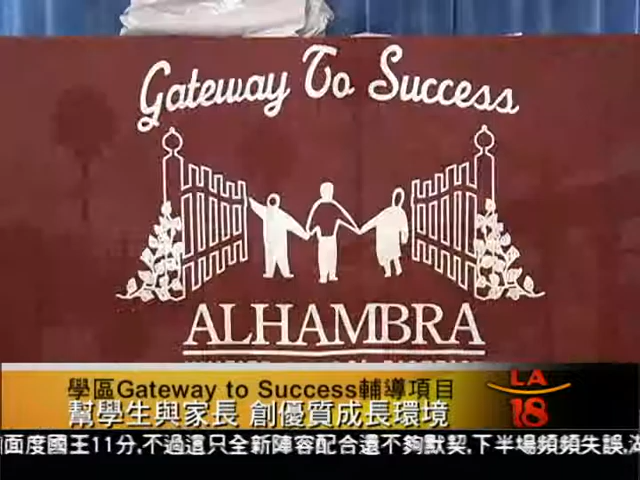 Gateway To Success
ALHAMBRA
學區Gateway to Success輔導項目
幫學生與家長 創優質成長環境
LA
18
面度國王11分,不過這只全新陣容配合還不夠默契,下半場頻頻失誤,湖